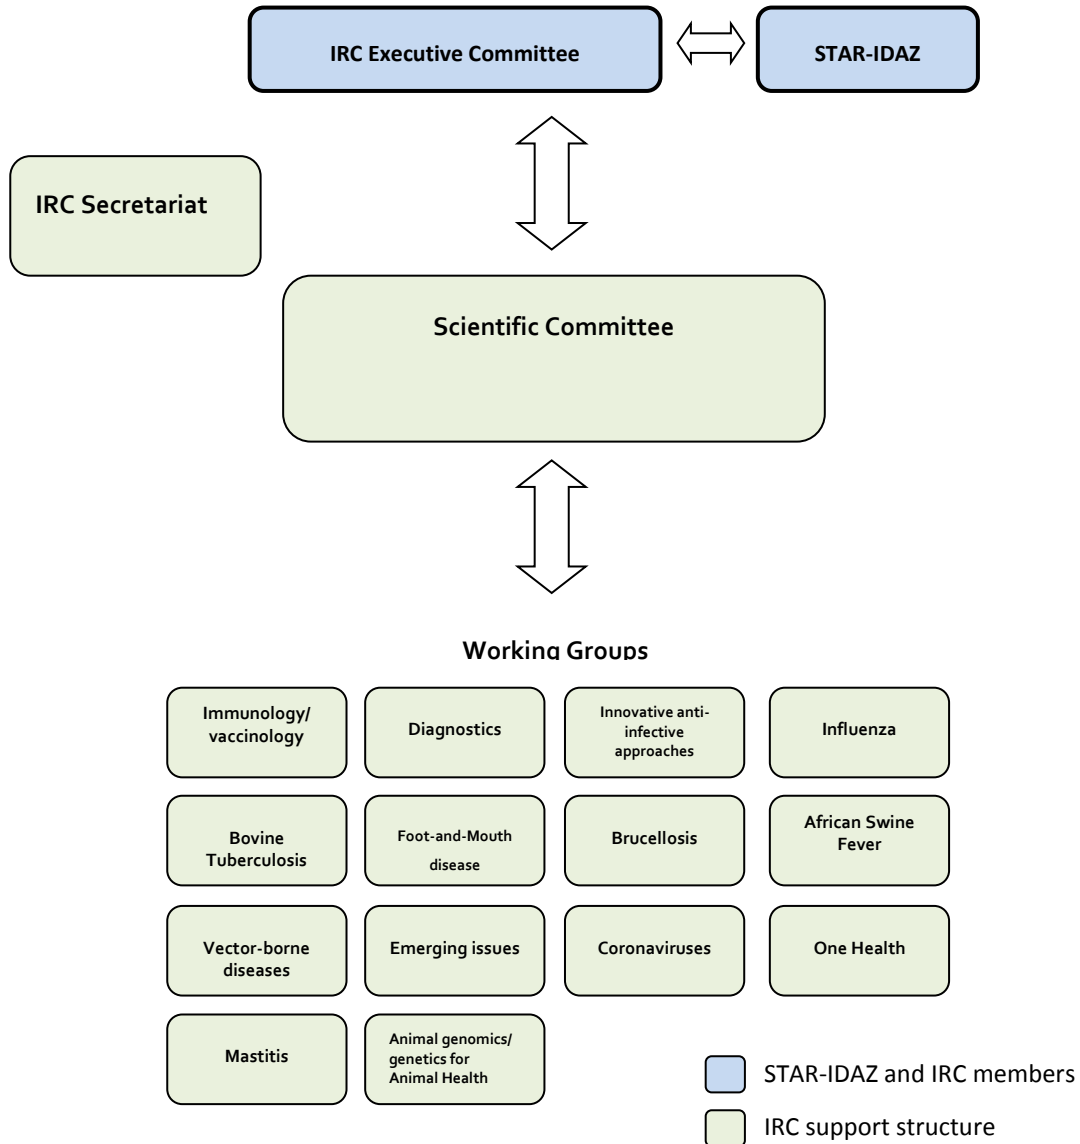 IRC Executive Committee
STAR-IDAZ
IRC Secretariat
Scientific Committee
Working Groups
Immunology/
vaccinology
Diagnostics
Innovative anti-
infective
approaches
Influenza
Bovine
Tuberculosis
Foot-and-Mouth
disease
Brucellosis
African Swine
Fever
Vector-borne
diseases
Emerging issues
Coronaviruses
One Health
Mastitis
Animal genomics/
genetics for
Animal Health
STAR-IDAZ and IRC members
IRC support structure